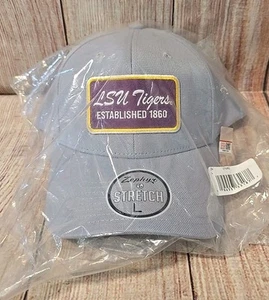 LSU Tigers
ESTABLISHED 1860
Zephyr
STRETCH
L